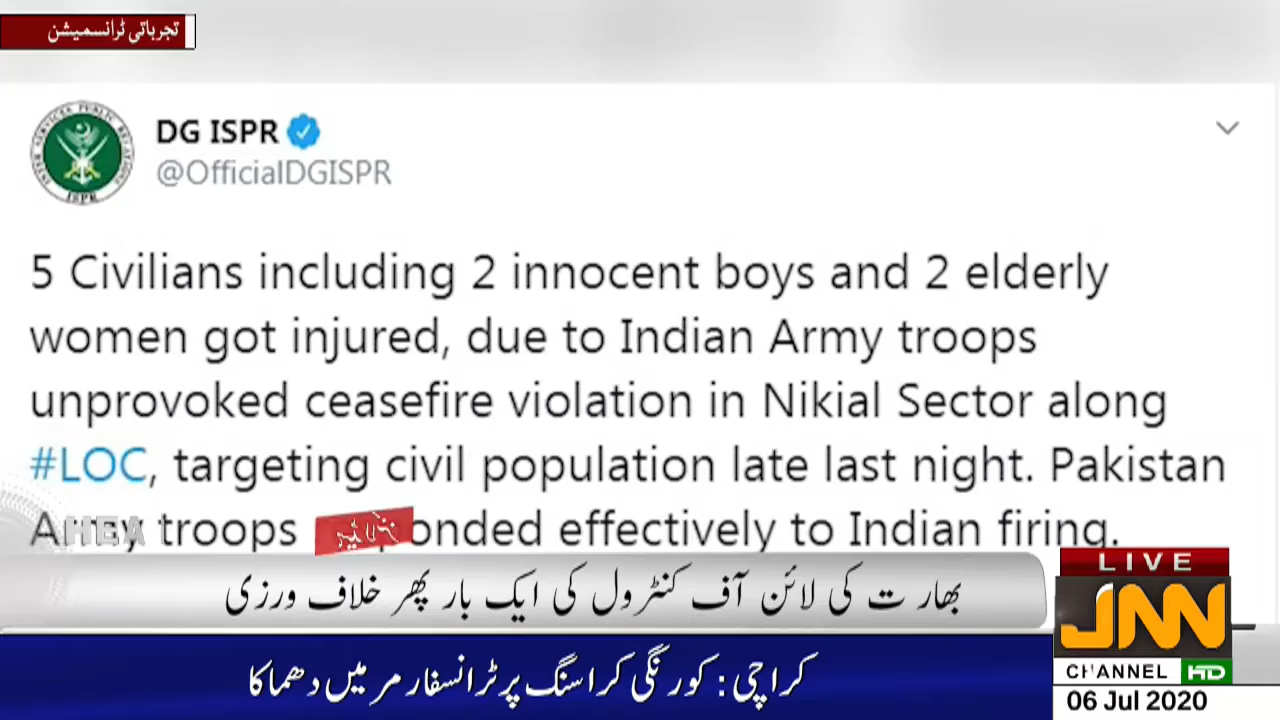 تجرباتی ٹرانسمیشن
DG ISPR
@OfficialDGISPR
5 Civilians including 2 innocent boys and 2 elderly
women got injured, due to Indian Army troops
unprovoked ceasefire violation in Nikial Sector along
#LOC, targeting civil population late last night. Pakistan
Army troops effectively to Indian firing.
بھارت کی لائن آف کنٹرول کی ایک بار پھر خلاف ورزی
کراچی : کورنگی کراسنگ پر ٹرانسفارمر میں دھماکا
LIVE
JNN
CHANNEL HD
06 Jul 2020